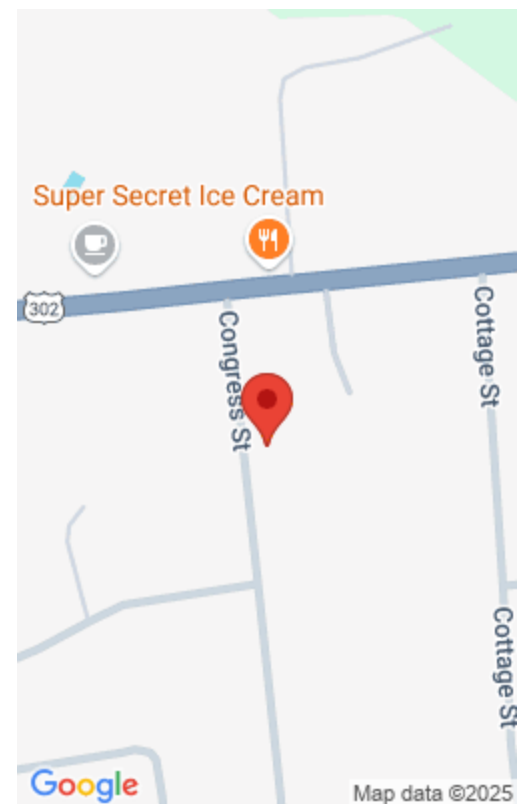 Super Secret Ice Cream
302
Congress St
Cottage St
Cottage St
Google
Map data ©2025